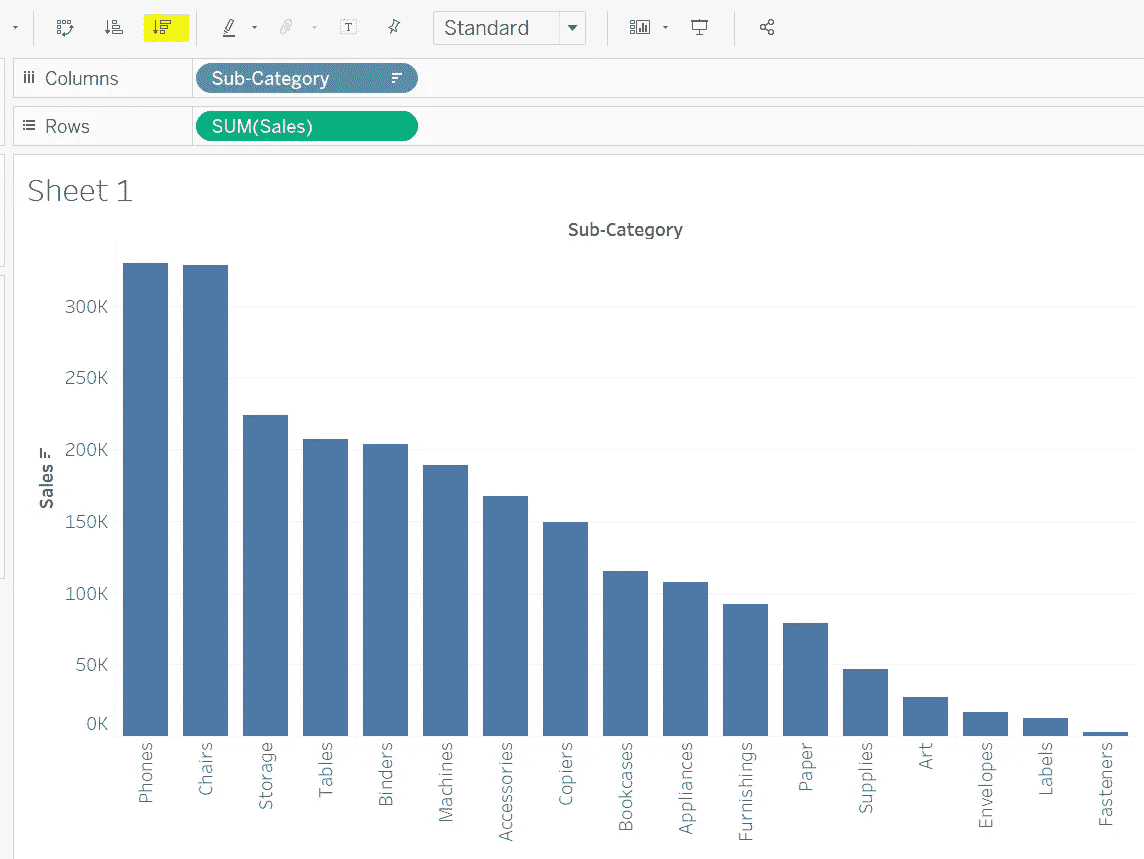 T
Standard
Columns
Sub-Category
Rows
SUM(Sales)
Sheet 1
Sub-Category
Sales
300K
250K
200K
150K
100K
50K
0K
Phones
Chairs
Storage
Tables
Binders
Machines
Accessories
Copiers
Bookcases
Appliances
Furnishings
Paper
Supplies
Art
Envelopes
Labels
Fasteners